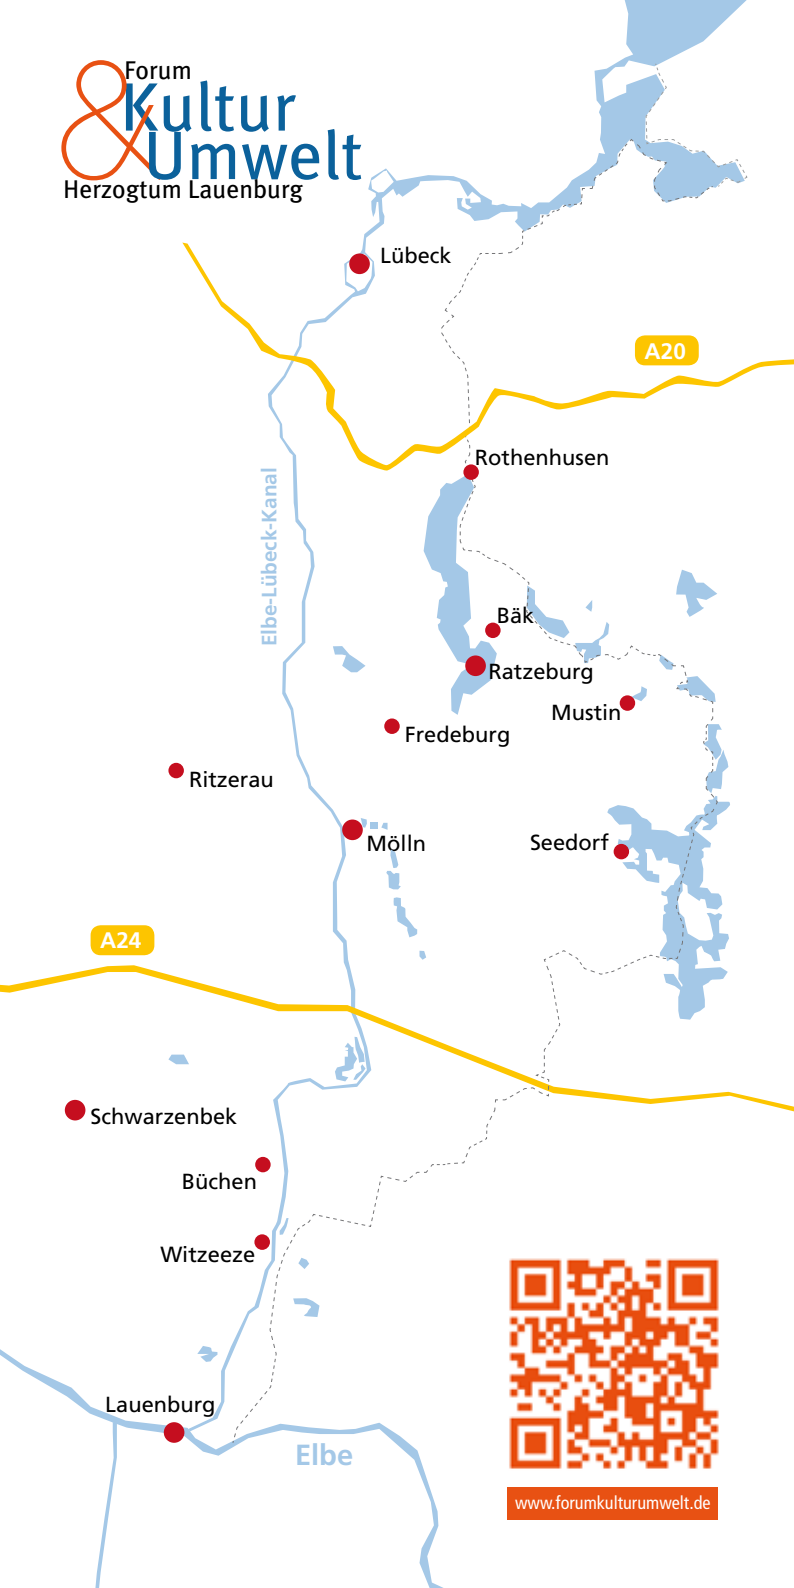 Forum
&Kultur
Umwelt
Herzogtum Lauenburg
Lübeck
A20
Rothenhusen
Elbe-Lübeck-Kanal
Bäk
Ratzeburg
Mustin
Fredeburg
Ritzerau
Mölln
Seedorf
A24
Schwarzenbek
Büchen
Witzeeze
Lauenburg
Elbe
www.forumkulturumwelt.de